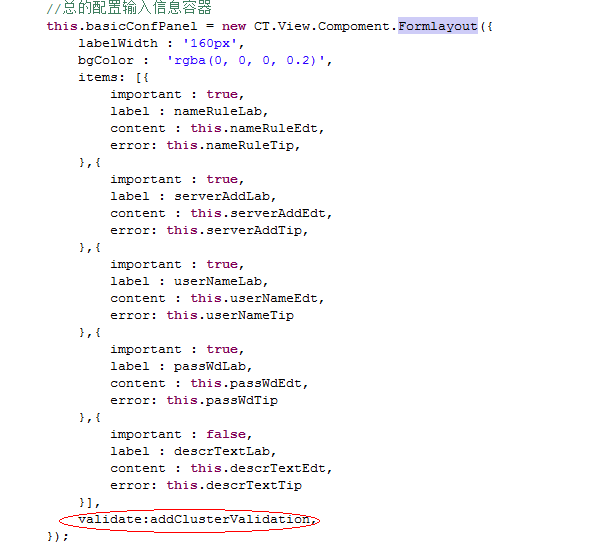 //总的配置输入信息容器
this.basicConfPanel = new CT.View.Compoment.Formlayout({
labelWidth : '160px',
bgColor :  'rgba(0, 0, 0, 0.2)',
items: [{
important : true,
label : nameRuleLab,
content : this.nameRuleEdt,
error: this.nameRuleTip,
},{
important : true,
label : serverAddLab,
content : this.serverAddEdt,
error: this.serverAddTip,
},{
important : true,
label : userNameLab,
content : this.userNameEdt,
error: this.userNameTip
},{
important : true,
label : passWdLab,
content : this.passWdEdt,
error: this.passWdTip
},{
important : false,
label : descrTextLab,
content : this.descrTextEdt,
error: this.descrTextTip
}],
validate:addClusterValidation,
});